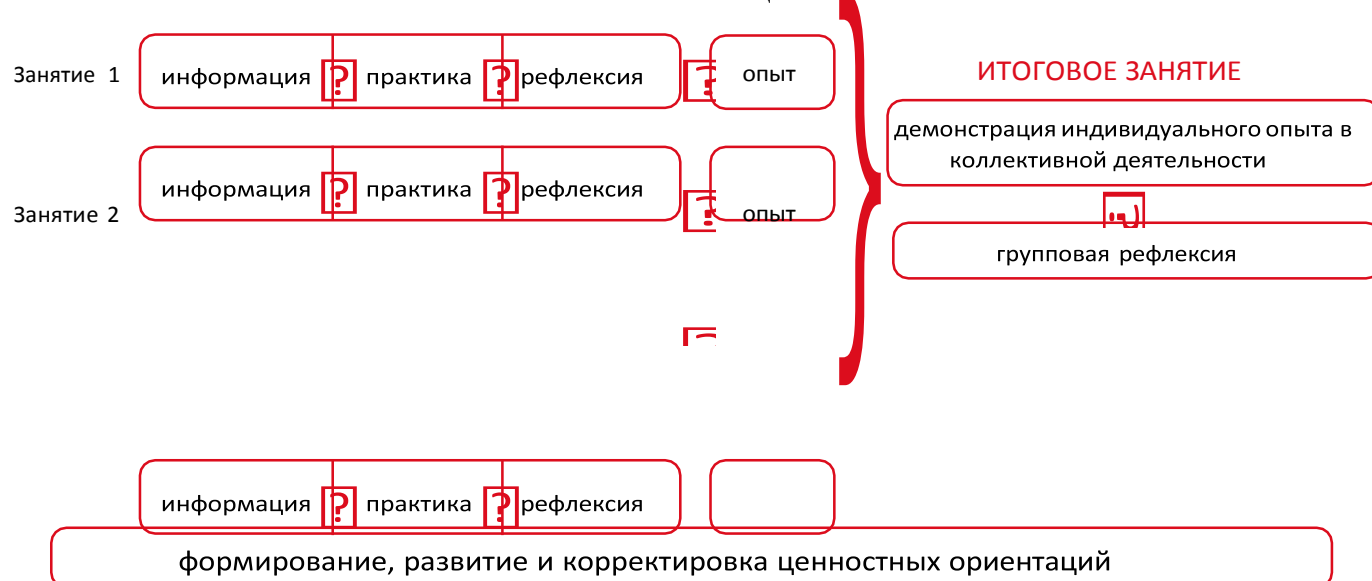 Занятие 1 информация ? практика ? рефлексия ? опыт
ИТОГОВОЕ ЗАНЯТИЕ
демонстрация индивидуального опыта в
коллективной деятельности
информация ? практика ? рефлексия
Занятие 2 ? опыт
групповая рефлексия
информация ? практика ? рефлексия
формирование, развитие и корректировка ценностных ориентаций